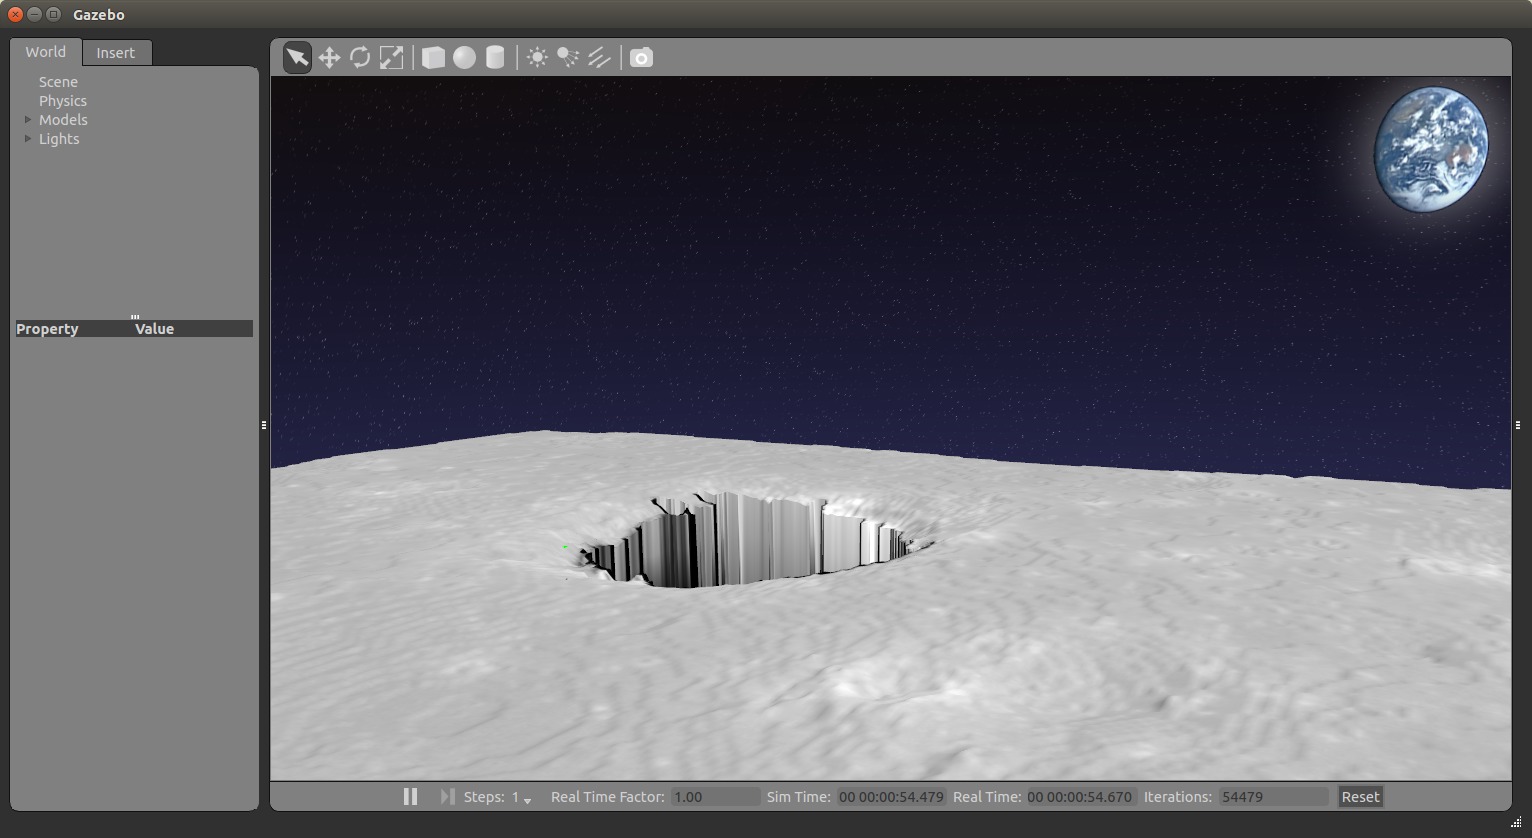 Gazebo
World Insert
Scene
Physics
Models
Lights
Property Value
Steps: 1 Real Time Factor: 1.00 Sim Time: 00 00:00:54.479 Real Time: 00 00:00:54.670 Iterations: 54479 Reset